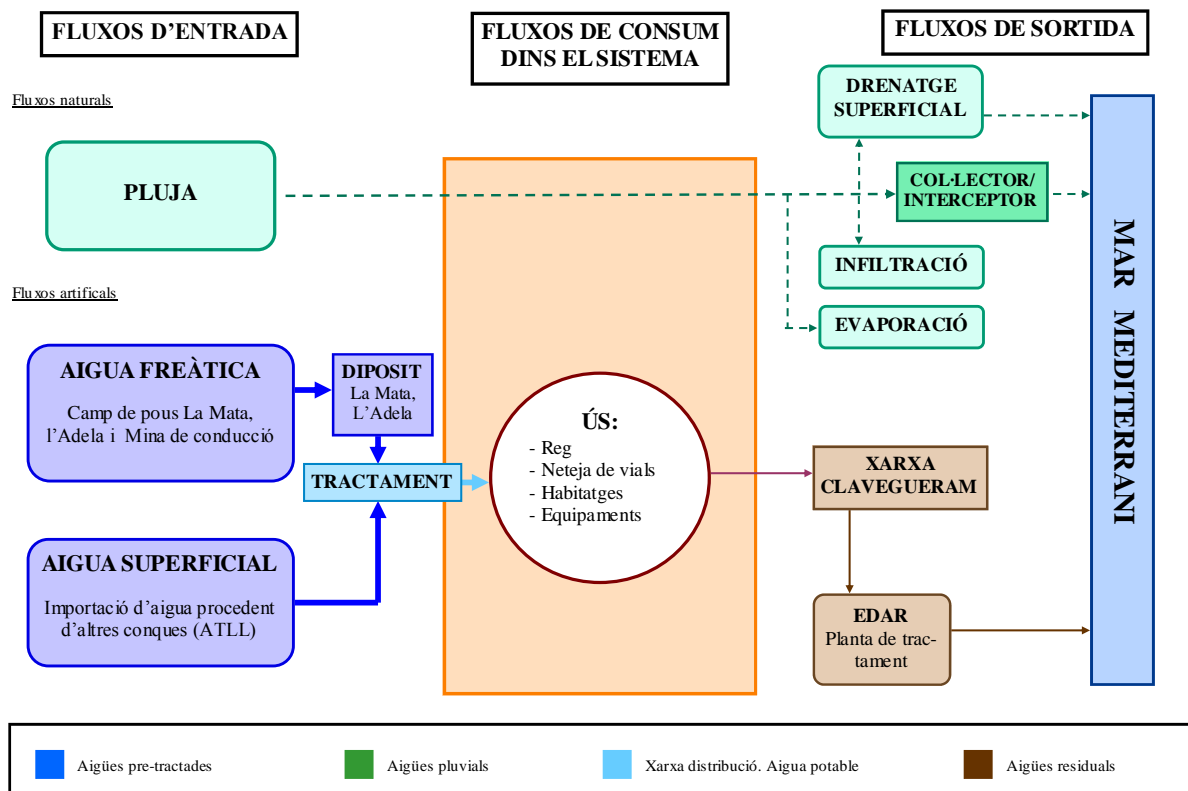 FLUXOS D'ENTRADA
FLUXOS DE CONSUM
DINS EL SISTEMA
FLUXOS DE SORTIDA
Fluxos naturals
PLUJA
DRENATGE
SUPERFICIAL
COL·LECTOR/
INTERCEPTOR
INFILTRACIÓ
EVAPORACIÓ
MAR MEDITERRANI
Fluxos artificals
AIGUA FREÀTICA
Camp de pous La Mata,
l'Adela i Mina de conducció
DIPOSIT
La Mata,
L'Adela
TRACTAMENT
AIGUA SUPERFICIAL
Importació d'aigua procedent
d'altres conques (ATLL)
ÚS:
- Reg
- Neteja de vials
- Habitatges
- Equipaments
XARXA
CLAVEGUERAM
EDAR
Planta de trac-
tament
Aigües pre-tractades
Aigües pluvials
Xarxa distribució. Aigua potable
Aigües residuals